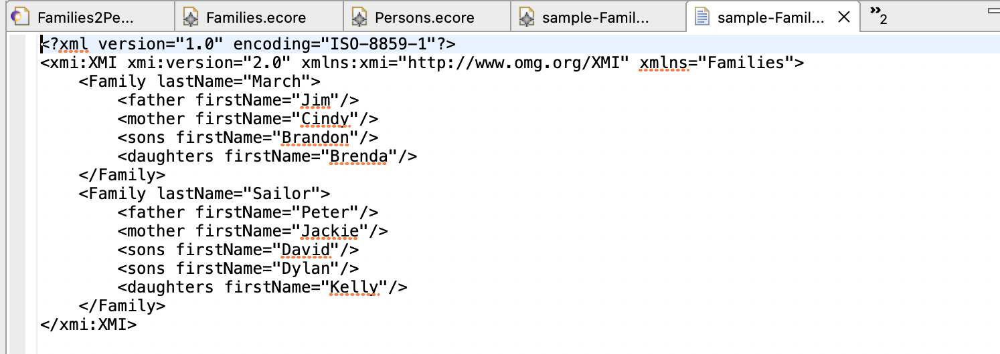 Families2Pe... Families.ecore Persons.ecore sample-Famil... sample-Famil... »2
<?xml version="1.0" encoding="ISO-8859-1"?>
<xmi:XMI xmi:version="2.0" xmlns:xmi="http://www.omg.org/XMI" xmlns="Families">
    <Family lastName="March">
        <father firstName="Jim"/>
        <mother firstName="Cindy"/>
        <sons firstName="Brandon"/>
        <daughters firstName="Brenda"/>
    </Family>
    <Family lastName="Sailor">
        <father firstName="Peter"/>
        <mother firstName="Jackie"/>
        <sons firstName="David"/>
        <sons firstName="Dylan"/>
        <daughters firstName="Kelly"/>
    </Family>
</xmi:XMI>